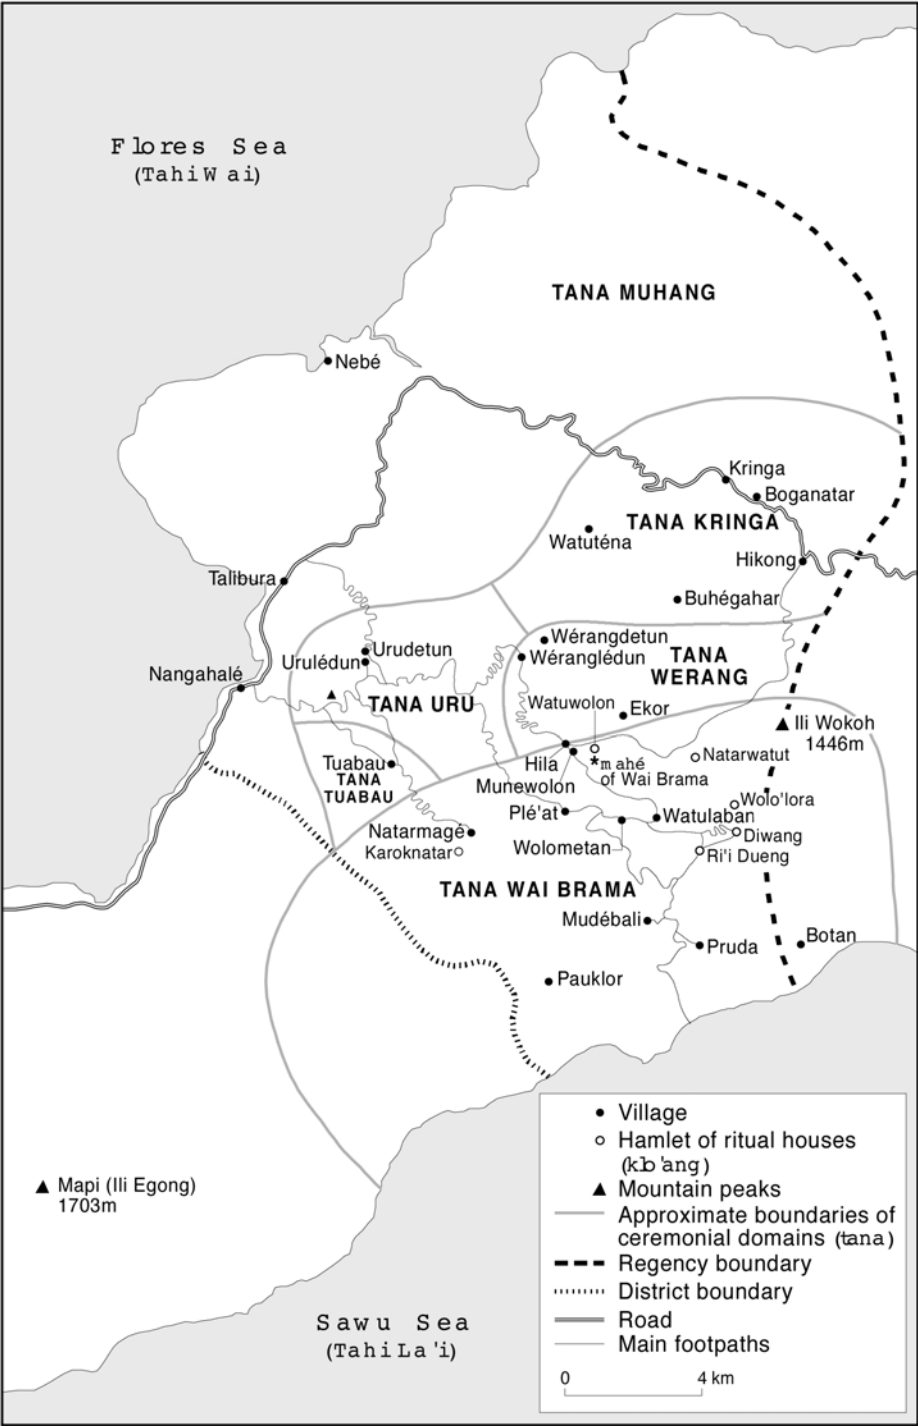 Flores Sea
(Tahi Wai)
TANA MUHANG
Nebé
Kringa
Boganatar
TANA KRINGA
Watuténa
Hikong
Talibura
Buhégahar
Urudetun
Urulédun
Wérangdetun
Wéranglédun
TANA
WERANG
Nangahalé
TANA URU
Watuwolon
Ekor
Ili Wokoh
1446m
Hila
*mahé
of Wai Brama
Natarwatut
Tuabau
TANA
TUABAU
Munewolon
Plé'at
Wolo'lora
Watulaban
Diwang
Natarmagé
Karoknatar
Wolometan
Ri'i Dueng
TANA WAI BRAMA
Mudébali
Pruda
Botan
Pauklor
Mapi (Ili Egong)
1703m
Sawu Sea
(Tahi La'i)
Village
Hamlet of ritual houses
(klo'ang)
Mountain peaks
Approximate boundaries of
ceremonial domains (tana)
Regency boundary
District boundary
Road
Main footpaths
0 4 km